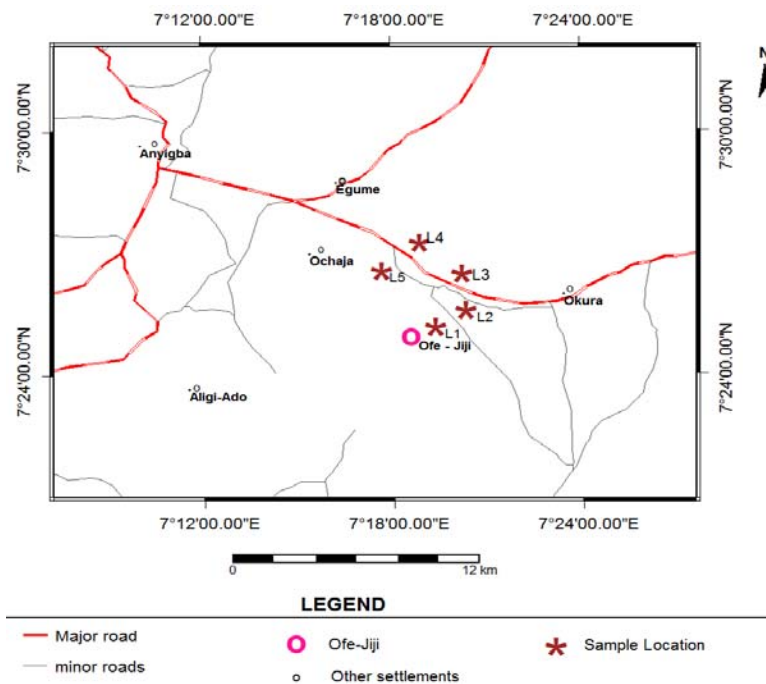 7°12'00.00"E 7°18'00.00"E 7°24'00.00"E
N
7°30'00.00"N
7°30'00.00"N
Anyigba
Egume
L4
Ochaja
L5
L3
Okura
L2
L1
Ofe - Jiji
7°24'00.00"N
7°24'00.00"N
Aligi-Ado
7°12'00.00"E 7°18'00.00"E 7°24'00.00"E
0 12 km
LEGEND
Major road Ofe-Jiji Sample Location
minor roads Other settlements